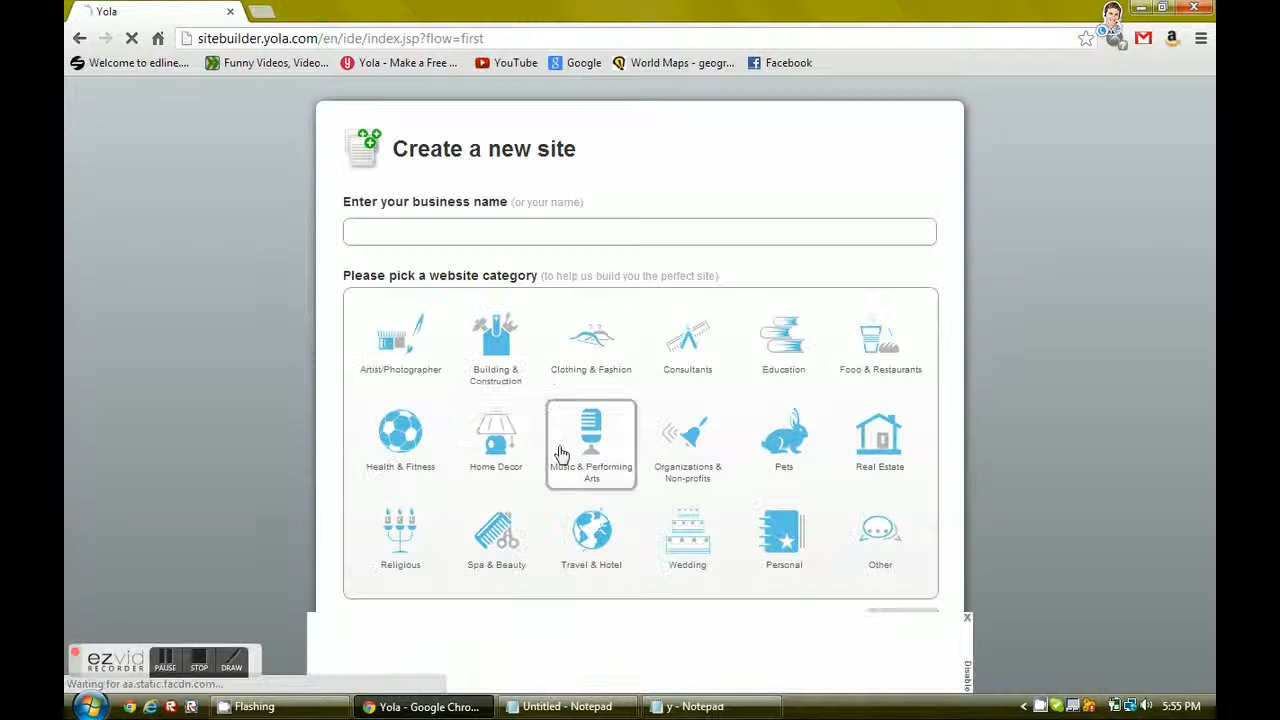 Yola
sitebuilder.yola.com/en/ide/index.jsp?flow=first
Welcome to edline....
Funny Videos, Video...
Yola - Make a Free ...
YouTube
Google
World Maps - geogr...
Facebook
Create a new site
Enter your business name (or your name)
Please pick a website category (to help us build you the perfect site)
Artist/Photographer
Building & Construction
Clothing & Fashion
Consultants
Education
Food & Restaurants
Health & Fitness
Home Decor
Music & Performing Arts
Organizations & Non-profits
Pets
Real Estate
Religious
Spa & Beauty
Travel & Hotel
Wedding
Personal
Other
x
Disable
ezvid
RECORDER
PAUSE
STOP
DRAW
Waiting for aa.static.facdn.com...
Flashing
Yola - Google Chro...
Untitled - Notepad
y - Notepad
5:55 PM